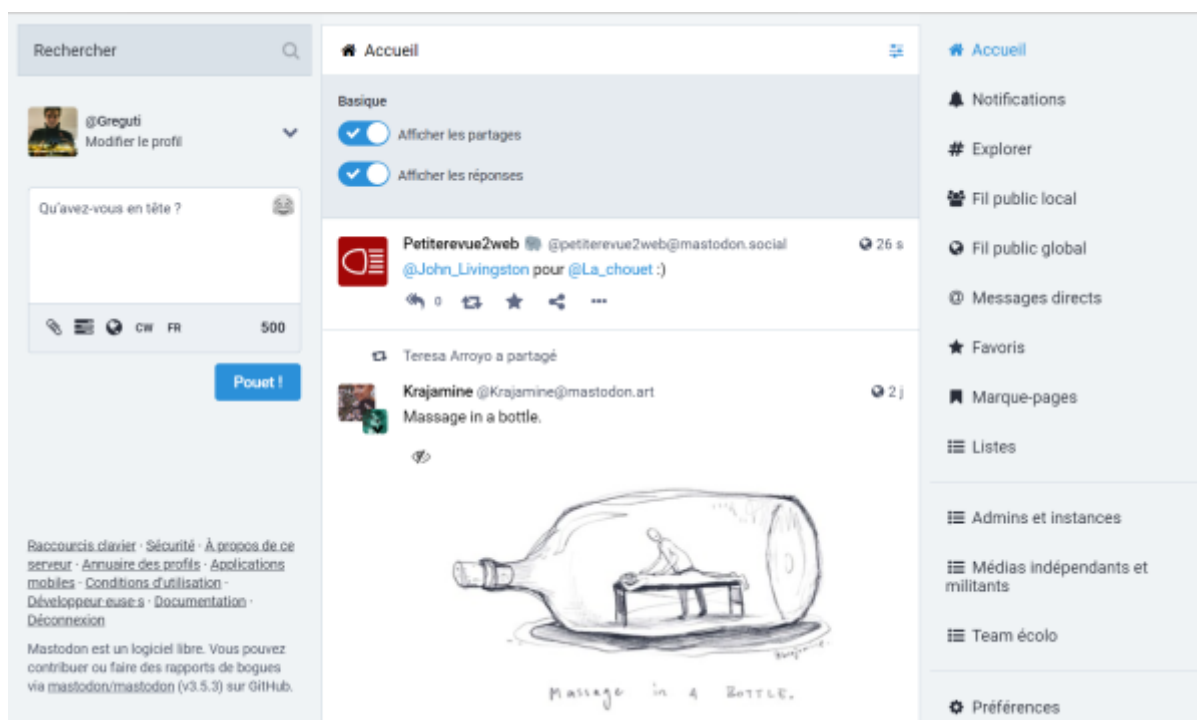 Rechercher
@Greguti
Modifier le profil
Qu'avez-vous en tête ?
CW FR 500
Pouet !
Raccourcis clavier · Sécurité · À propos de ce
serveur · Annuaire des profils · Applications
mobiles · Conditions d'utilisation ·
Développeur·euse·s · Documentation ·
Déconnexion
Mastodon est un logiciel libre. Vous pouvez
contribuer ou faire des rapports de bogues
via mastodon/mastodon (v3.5.3) sur GitHub.
Accueil
Basique
Afficher les partages
Afficher les réponses
Petiterevue2web @petiterevue2web@mastodon.social 26 s
@John_Livingston pour @La_chouet :)
0
Teresa Arroyo a partagé
Krajamine @Krajamine@mastodon.art 2 j
Massage in a bottle.
Krajamine.
Massage in a BOTTLE.
Accueil
Notifications
# Explorer
Fil public local
Fil public global
@ Messages directs
Favoris
Marque-pages
Listes
Admins et instances
Médias indépendants et
militants
Team écolo
Préférences